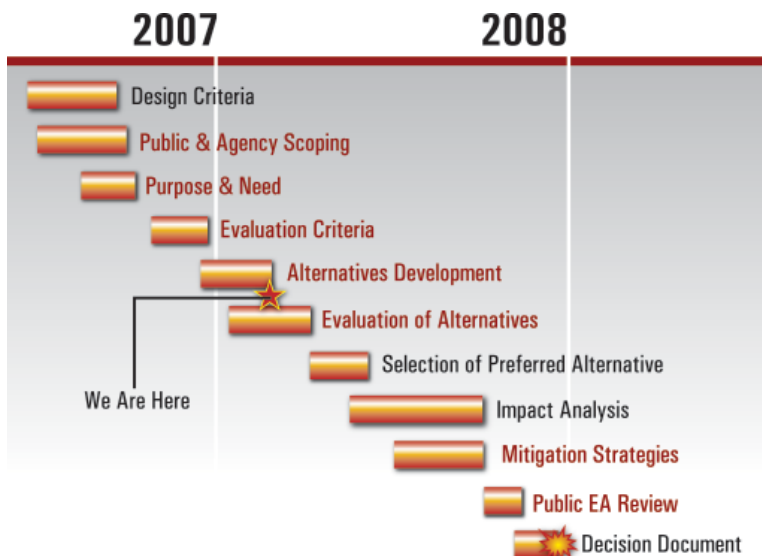 2007 2008
Design Criteria
Public & Agency Scoping
Purpose & Need
Evaluation Criteria
Alternatives Development
Evaluation of Alternatives
Selection of Preferred Alternative
We Are Here
Impact Analysis
Mitigation Strategies
Public EA Review
Decision Document